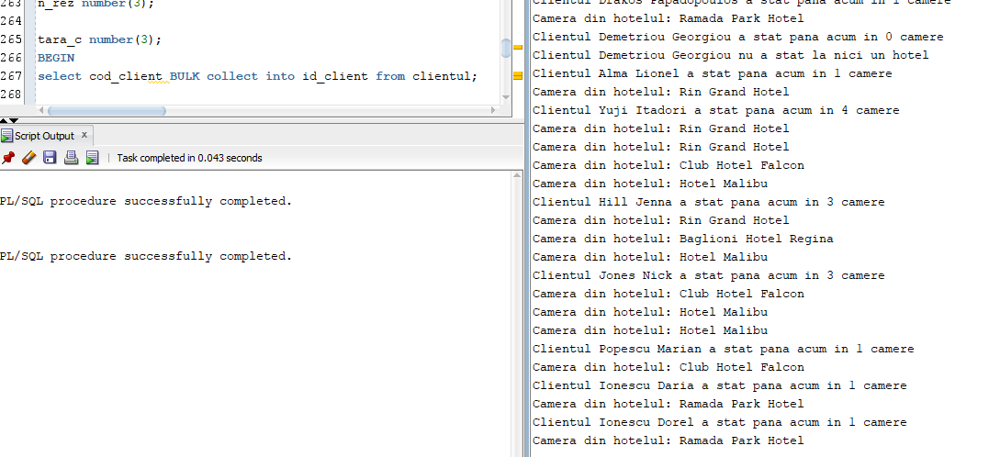 263 n_rez number(3);
264
265 tara_c number(3);
266 BEGIN
267 select cod_client BULK collect into id_client from clientul;
268
Script Output x
Task completed in 0.043 seconds
PL/SQL procedure successfully completed.
PL/SQL procedure successfully completed.
Clientul Drakos Papadopoulos a stat pana acum in 1 camere
Camera din hotelul: Ramada Park Hotel
Clientul Demetriou Georgiou a stat pana acum in 0 camere
Clientul Demetriou Georgiou nu a stat la nici un hotel
Clientul Alma Lionel a stat pana acum in 1 camere
Camera din hotelul: Rin Grand Hotel
Clientul Yuji Itadori a stat pana acum in 4 camere
Camera din hotelul: Rin Grand Hotel
Camera din hotelul: Rin Grand Hotel
Camera din hotelul: Club Hotel Falcon
Camera din hotelul: Hotel Malibu
Clientul Hill Jenna a stat pana acum in 3 camere
Camera din hotelul: Rin Grand Hotel
Camera din hotelul: Baglioni Hotel Regina
Camera din hotelul: Hotel Malibu
Clientul Jones Nick a stat pana acum in 3 camere
Camera din hotelul: Club Hotel Falcon
Camera din hotelul: Hotel Malibu
Camera din hotelul: Hotel Malibu
Clientul Popescu Marian a stat pana acum in 1 camere
Camera din hotelul: Club Hotel Falcon
Clientul Ionescu Daria a stat pana acum in 1 camere
Camera din hotelul: Ramada Park Hotel
Clientul Ionescu Dorel a stat pana acum in 1 camere
Camera din hotelul: Ramada Park Hotel